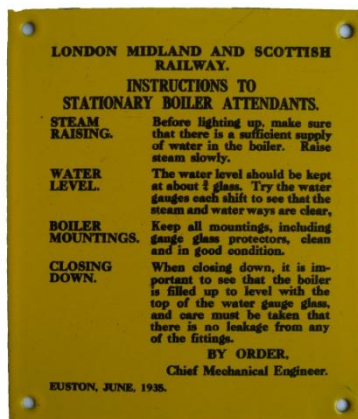 LONDON MIDLAND AND SCOTTISH
RAILWAY.
INSTRUCTIONS TO
STATIONARY BOILER ATTENDANTS.
STEAM RAISING. Before lighting up, make sure
that there is a sufficient supply
of water in the boiler. Raise
steam slowly.
WATER LEVEL. The water level should be kept
at about ¾ glass. Try the water
gauges each shift to see that the
steam and water ways are clear,
BOILER MOUNTINGS. Keep all mountings, including
gauge glass protectors, clean
and in good condition.
CLOSING DOWN. When closing down, it is im-
portant to see that the boiler
is filled up to level with the
top of the water gauge glass,
and care must be taken that
there is no leakage from any
of the fittings.
BY ORDER,
Chief Mechanical Engineer.
EUSTON, JUNE, 1938.